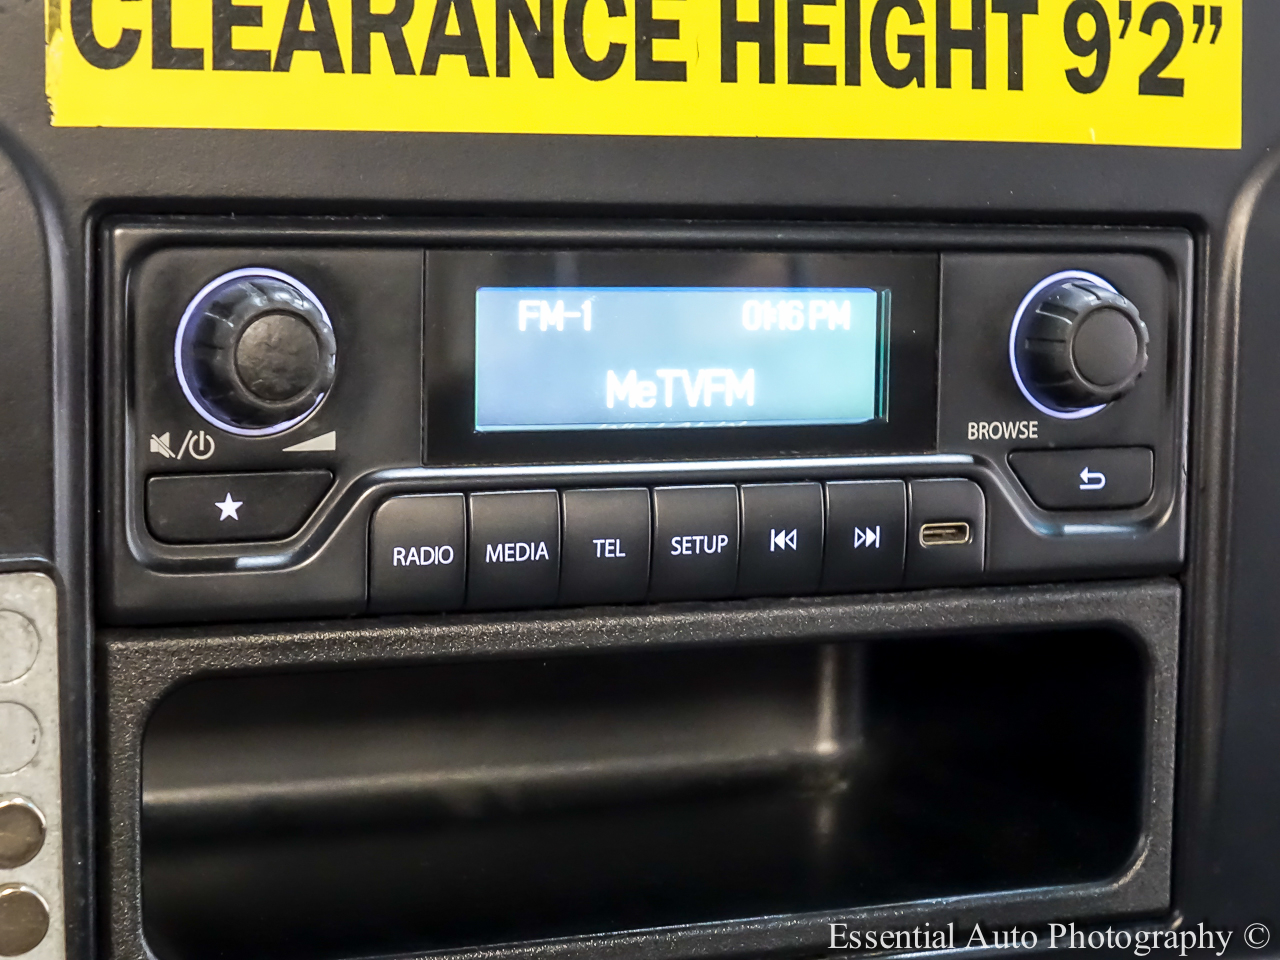 CLEARANCE HEIGHT 9'2"
FM-1 01:16 PM
MeTVFM
BROWSE
RADIO MEDIA TEL SETUP
Essential Auto Photography ©